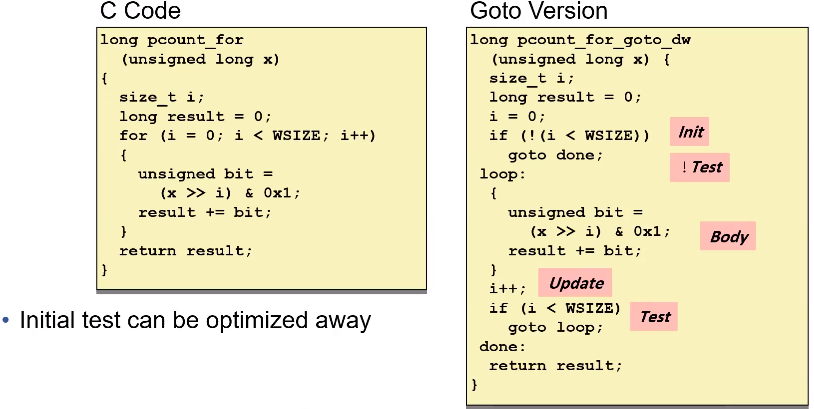 C Code
long pcount_for
(unsigned long x)
{
size_t i;
long result = 0;
for (i = 0; i < WSIZE; i++)
{
unsigned bit =
(x >> i) & 0x1;
result += bit;
}
return result;
}
• Initial test can be optimized away
Goto Version
long pcount_for_goto_dw
(unsigned long x) {
size_t i;
long result = 0;
i = 0;
if (!(i < WSIZE))
Init
goto done;
! Test
loop:
{
unsigned bit =
(x >> i) & 0x1;
Body
result += bit;
}
i++;
Update
if (i < WSIZE)
Test
goto loop;
done:
return result;
}